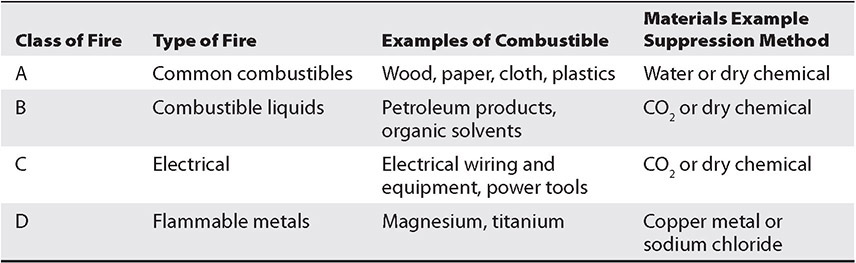 Class of Fire Type of Fire Examples of Combustible Materials Example Suppression Method
A Common combustibles Wood, paper, cloth, plastics Water or dry chemical
B Combustible liquids Petroleum products, organic solvents CO₂ or dry chemical
C Electrical Electrical wiring and equipment, power tools CO₂ or dry chemical
D Flammable metals Magnesium, titanium Copper metal or sodium chloride